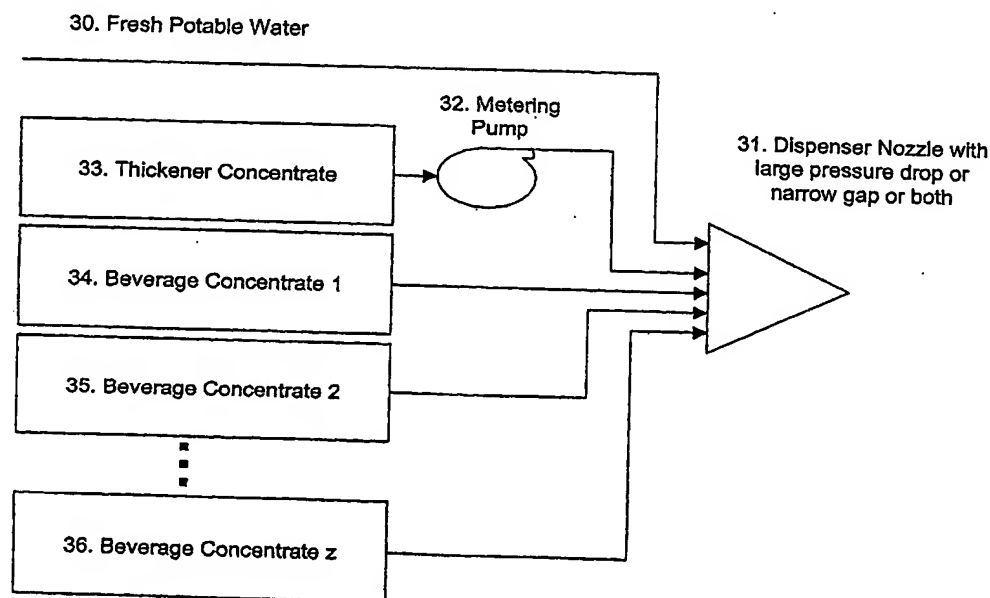 30. Fresh Potable Water
32. Metering
Pump
31. Dispenser Nozzle with
large pressure drop or
narrow gap or both
33. Thickener Concentrate
34. Beverage Concentrate 1
35. Beverage Concentrate 2
36. Beverage Concentrate z